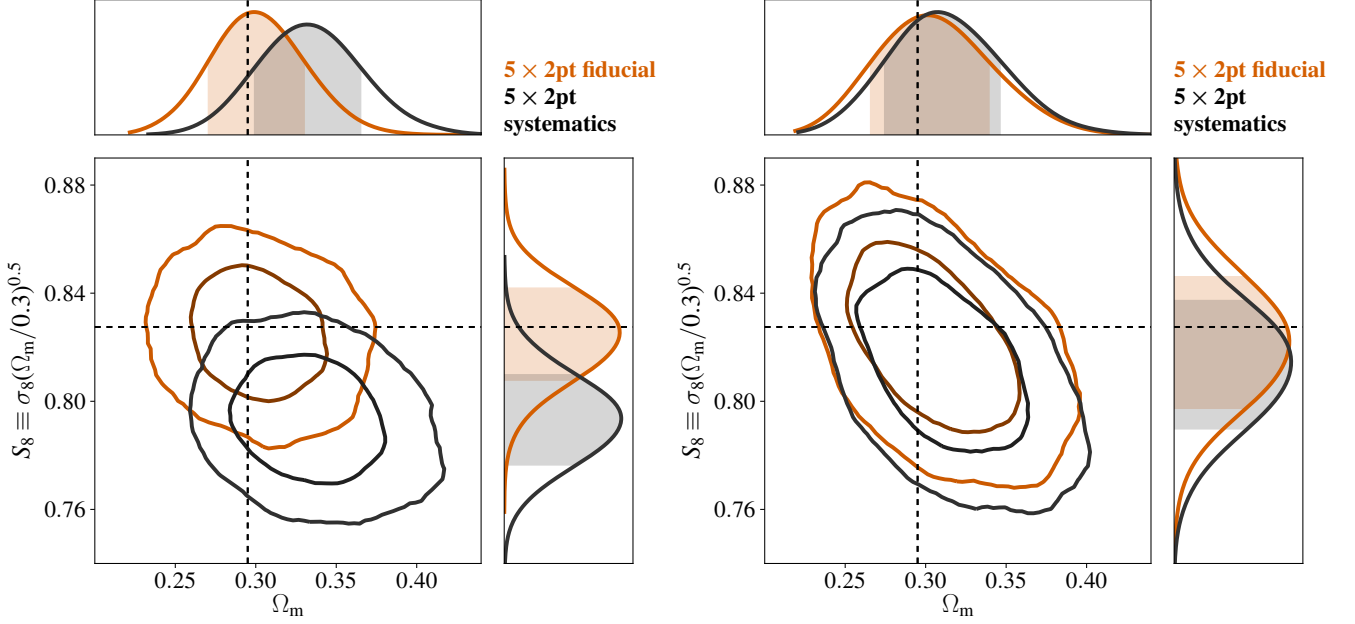 5 × 2pt fiducial
5 × 2pt
systematics
0.88
0.84
0.80
0.76
S₈ ≡ σ₈(Ωₘ/0.3)⁰·⁵
0.25 0.30 0.35 0.40
Ωₘ
5 × 2pt fiducial
5 × 2pt
systematics
0.88
0.84
0.80
0.76
S₈ ≡ σ₈(Ωₘ/0.3)⁰·⁵
0.25 0.30 0.35 0.40
Ωₘ